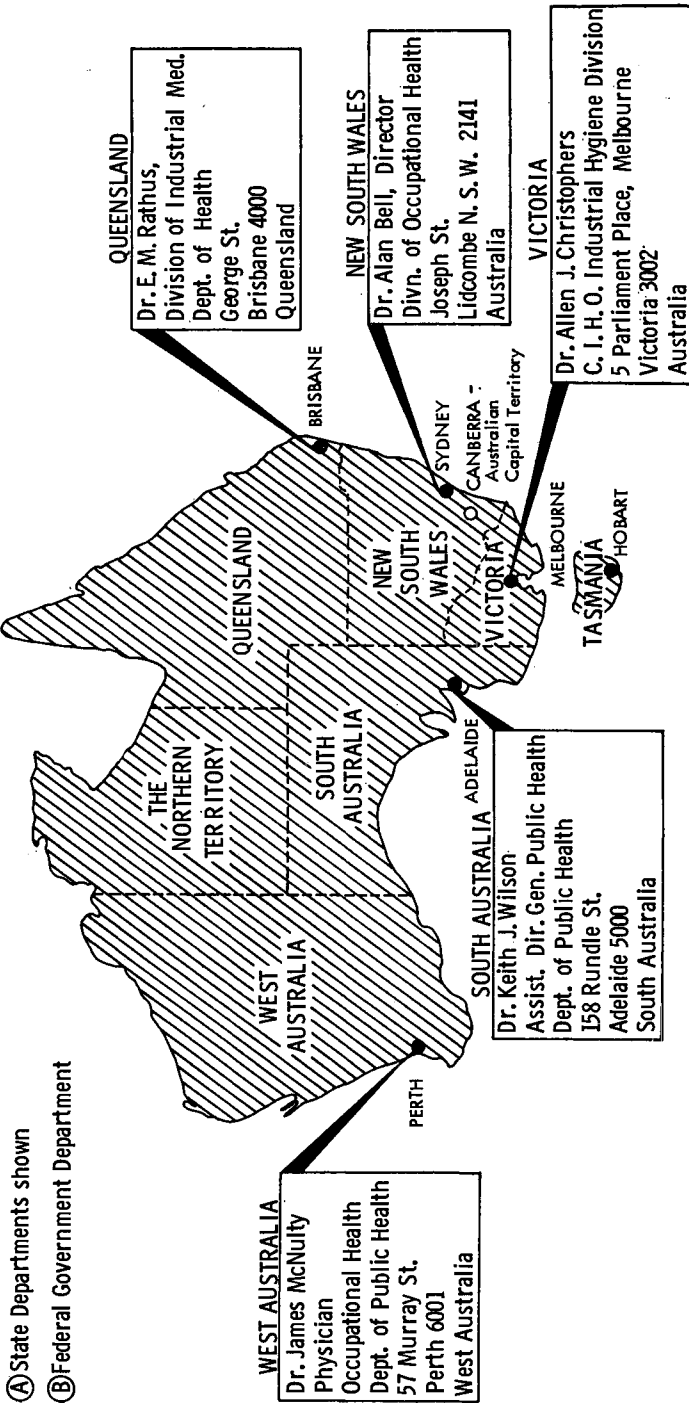 Ⓐ State Departments shown
Ⓑ Federal Government Department
WEST AUSTRALIA
Dr. James McNulty
Physician
Occupational Health
Dept. of Public Health
57 Murray St.
Perth 6001
West Australia
PERTH
WEST
AUSTRALIA
THE
NORTHERN
TERRITORY
SOUTH
AUSTRALIA
QUEENSLAND
NEW
SOUTH
WALES
VICTORIA
TASMANIA
HOBART
MELBOURNE
ADELAIDE
BRISBANE
SYDNEY
CANBERRA -
Australian
Capital Territory
SOUTH AUSTRALIA
Dr. Keith J. Wilson
Assist. Dir. Gen. Public Health
Dept. of Public Health
158 Rundle St.
Adelaide 5000
South Australia
QUEENSLAND
Dr. E. M. Rathus,
Division of Industrial Med.
Dept. of Health
George St.
Brisbane 4000
Queensland
NEW SOUTH WALES
Dr. Alan Bell, Director
Divn. of Occupational Health
Joseph St.
Lidcombe N. S. W. 2141
Australia
VICTORIA
Dr. Allen J. Christophers
C. I. H. O. Industrial Hygiene Division
5 Parliament Place, Melbourne
Victoria 3002
Australia